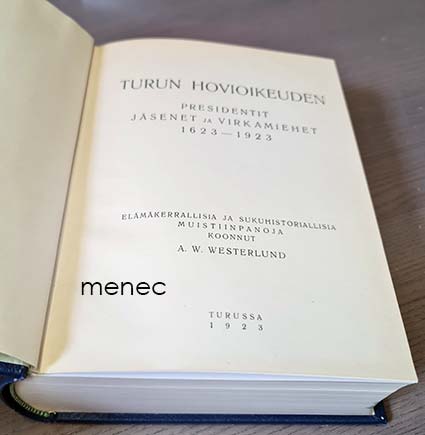 TURUN HOVIOIKEUDEN
PRESIDENTIT
JÄSENET JA VIRKAMIEHET
1623—1923
ELÄMÄKERRALLISIA JA SUKUHISTORIALLISIA
MUISTIINPANOJA
KOONNUT
A. W. WESTERLUND
menec
TURUSSA
1923